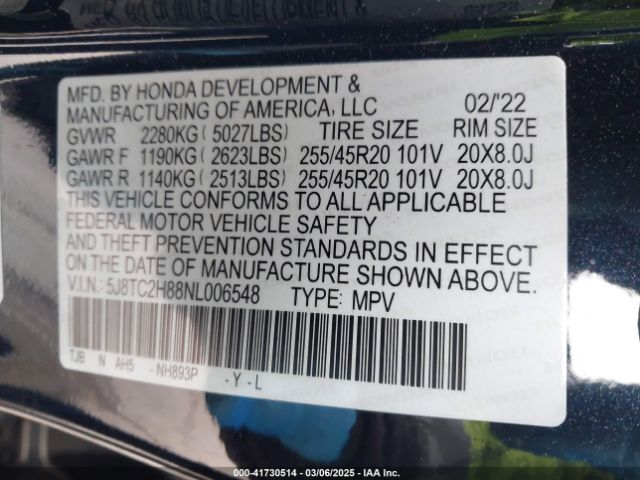 MFD. BY HONDA DEVELOPMENT &
MANUFACTURING OF AMERICA, LLC 02/'22
GVWR 2280KG ( 5027LBS) TIRE SIZE RIM SIZE
GAWR F 1190KG ( 2623LBS) 255/45R20 101V 20X8.0J
GAWR R 1140KG ( 2513LBS) 255/45R20 101V 20X8.0J
THIS VEHICLE CONFORMS TO ALL APPLICABLE
FEDERAL MOTOR VEHICLE SAFETY
AND THEFT PREVENTION STANDARDS IN EFFECT
ON THE DATE OF MANUFACTURE SHOWN ABOVE.
V.I.N.: 5J8TC2H88NL006548 TYPE: MPV
TJB N AH5 -NH893P -Y-L
000-41730514 - 03/06/2025 - IAAI, Inc.